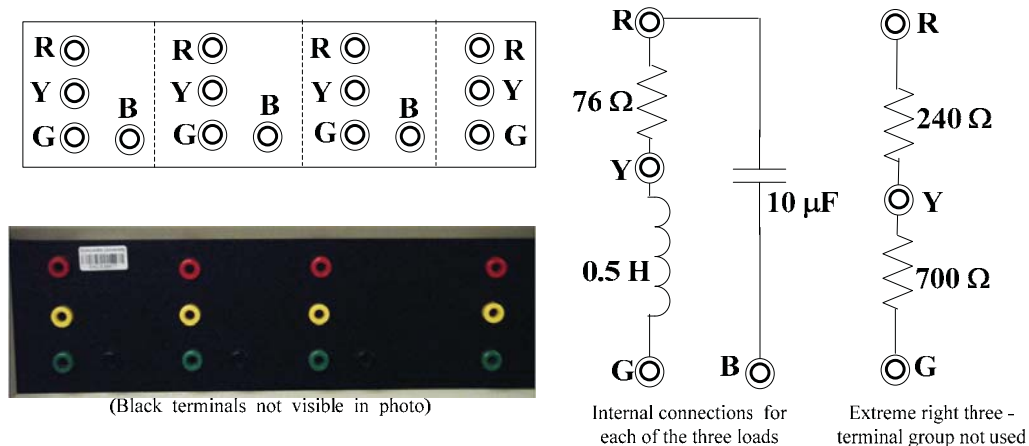 R R R R
Y Y Y Y
B B B
G G G G
(Black terminals not visible in photo)
R
76 Ω
Y
10 µF
0.5 H
G B
Internal connections for
each of the three loads
R
240 Ω
Y
700 Ω
G
Extreme right three -
terminal group not used